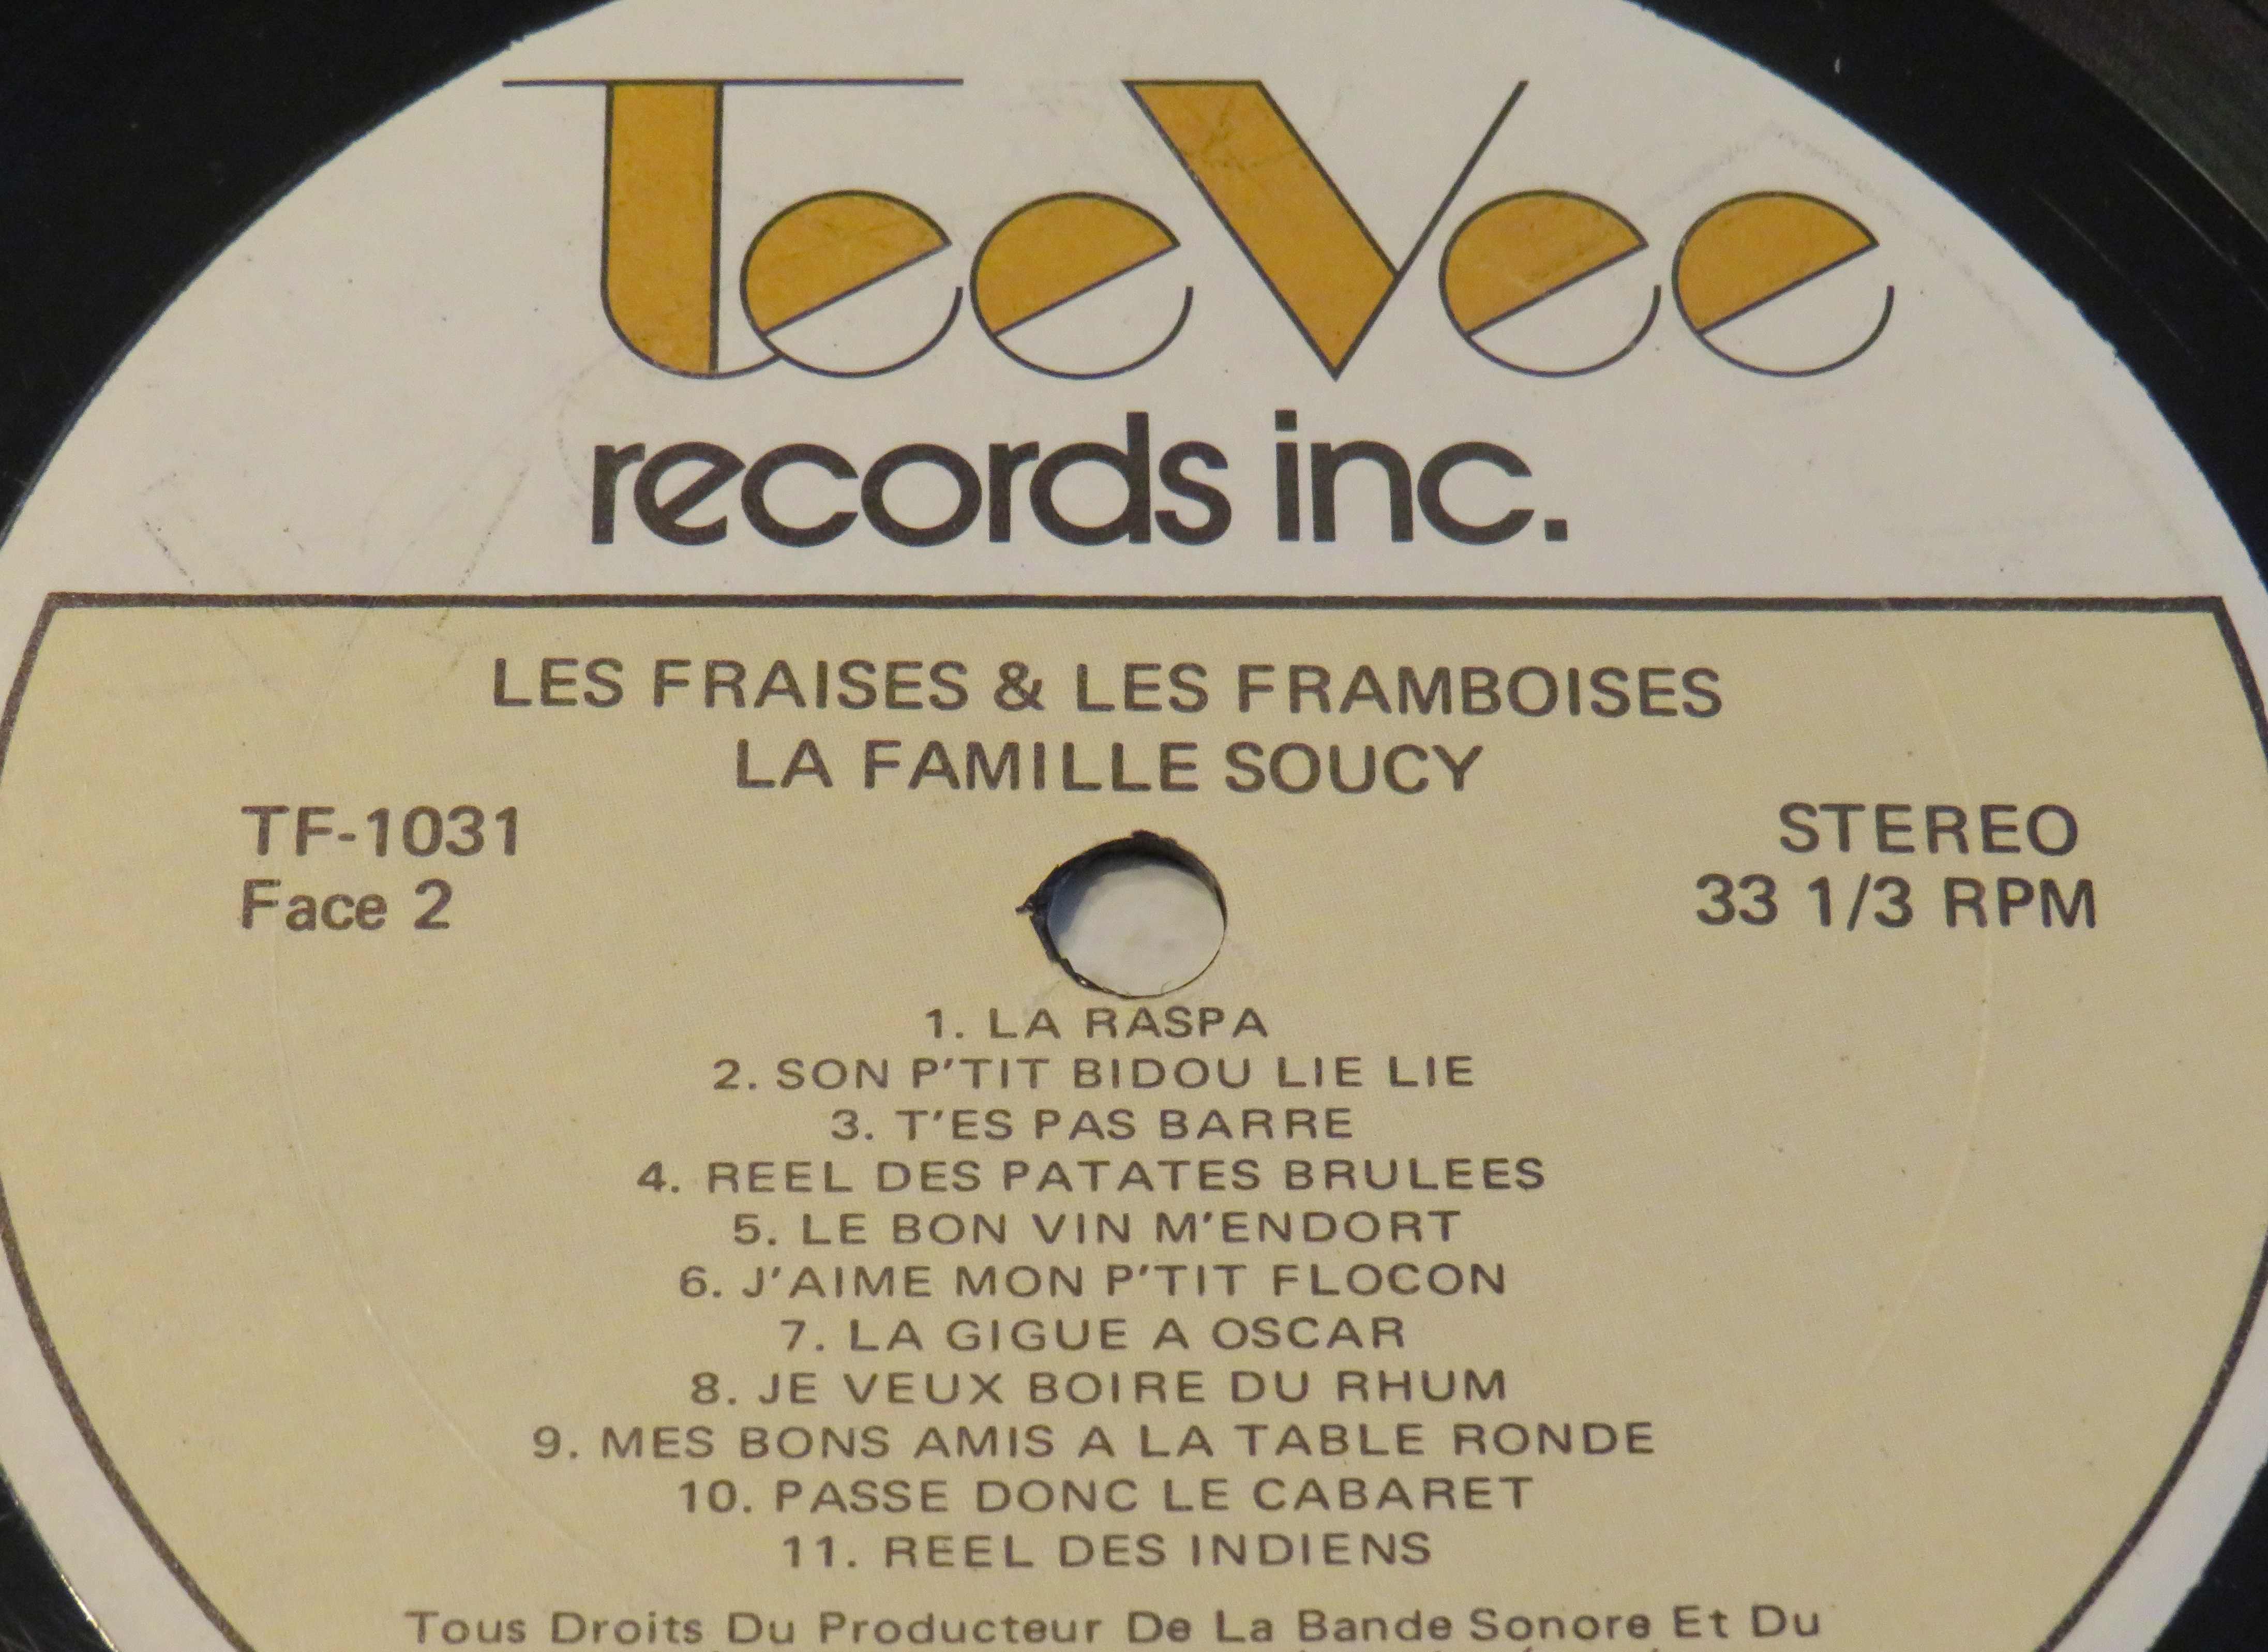 TeeVee
records inc.
LES FRAISES & LES FRAMBOISES
LA FAMILLE SOUCY
TF-1031
Face 2
STEREO
33 1/3 RPM
1. LA RASPA
2. SON P'TIT BIDOU LIE LIE
3. T'ES PAS BARRE
4. REEL DES PATATES BRULEES
5. LE BON VIN M'ENDORT
6. J'AIME MON P'TIT FLOCON
7. LA GIGUE A OSCAR
8. JE VEUX BOIRE DU RHUM
9. MES BONS AMIS A LA TABLE RONDE
10. PASSE DONC LE CABARET
11. REEL DES INDIENS
Tous Droits Du Producteur De La Bande Sonore Et Du